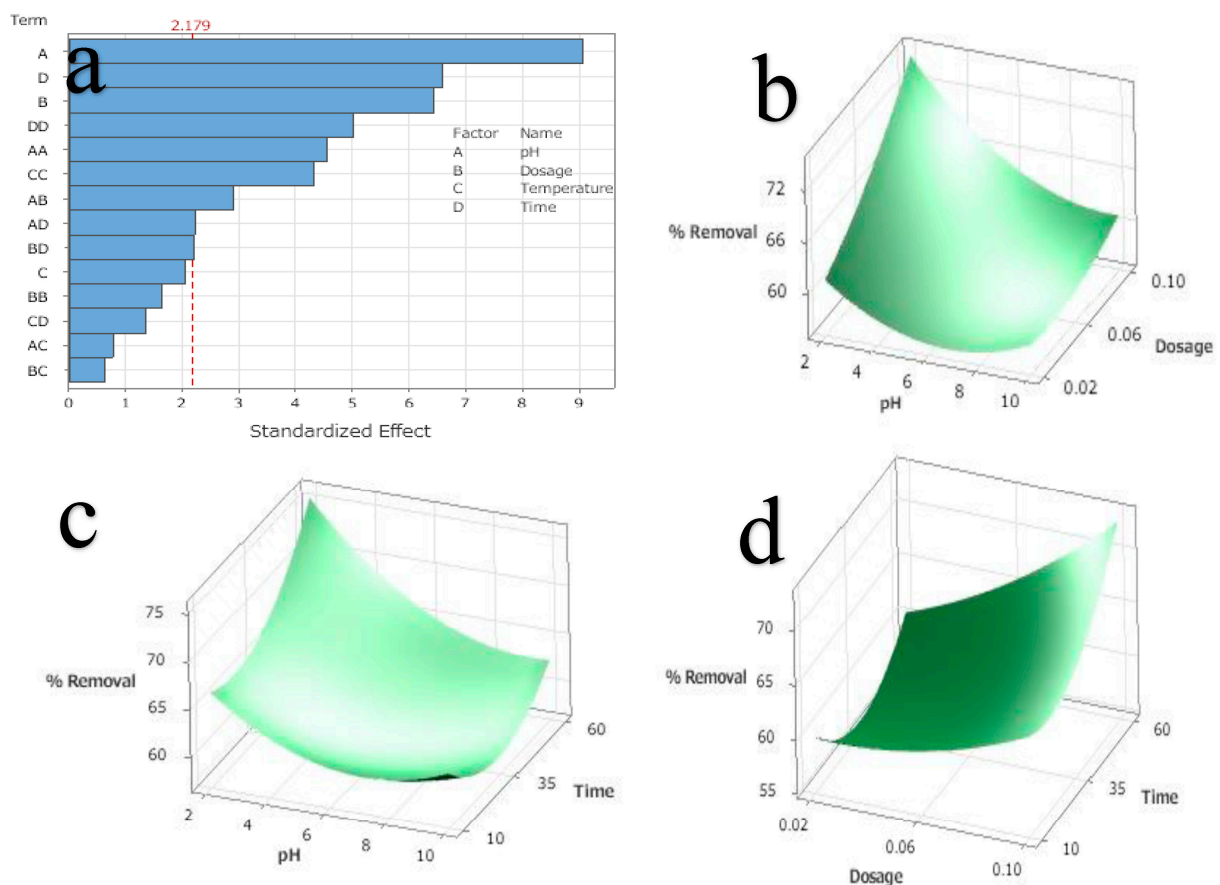 a
Term
2.179
A
D
B
DD
AA
CC
AB
AD
BD
C
BB
CD
AC
BC
Factor Name
A pH
B Dosage
C Temperature
D Time
0 1 2 3 4 5 6 7 8 9
Standardized Effect
b
72
66
60
% Removal
2 4 6 8 10
pH
0.02 0.06 0.10
Dosage
c
75
70
65
60
% Removal
2 4 6 8 10
pH
10 35 60
Time
d
70
65
60
55
% Removal
0.02 0.06 0.10
Dosage
10 35 60
Time